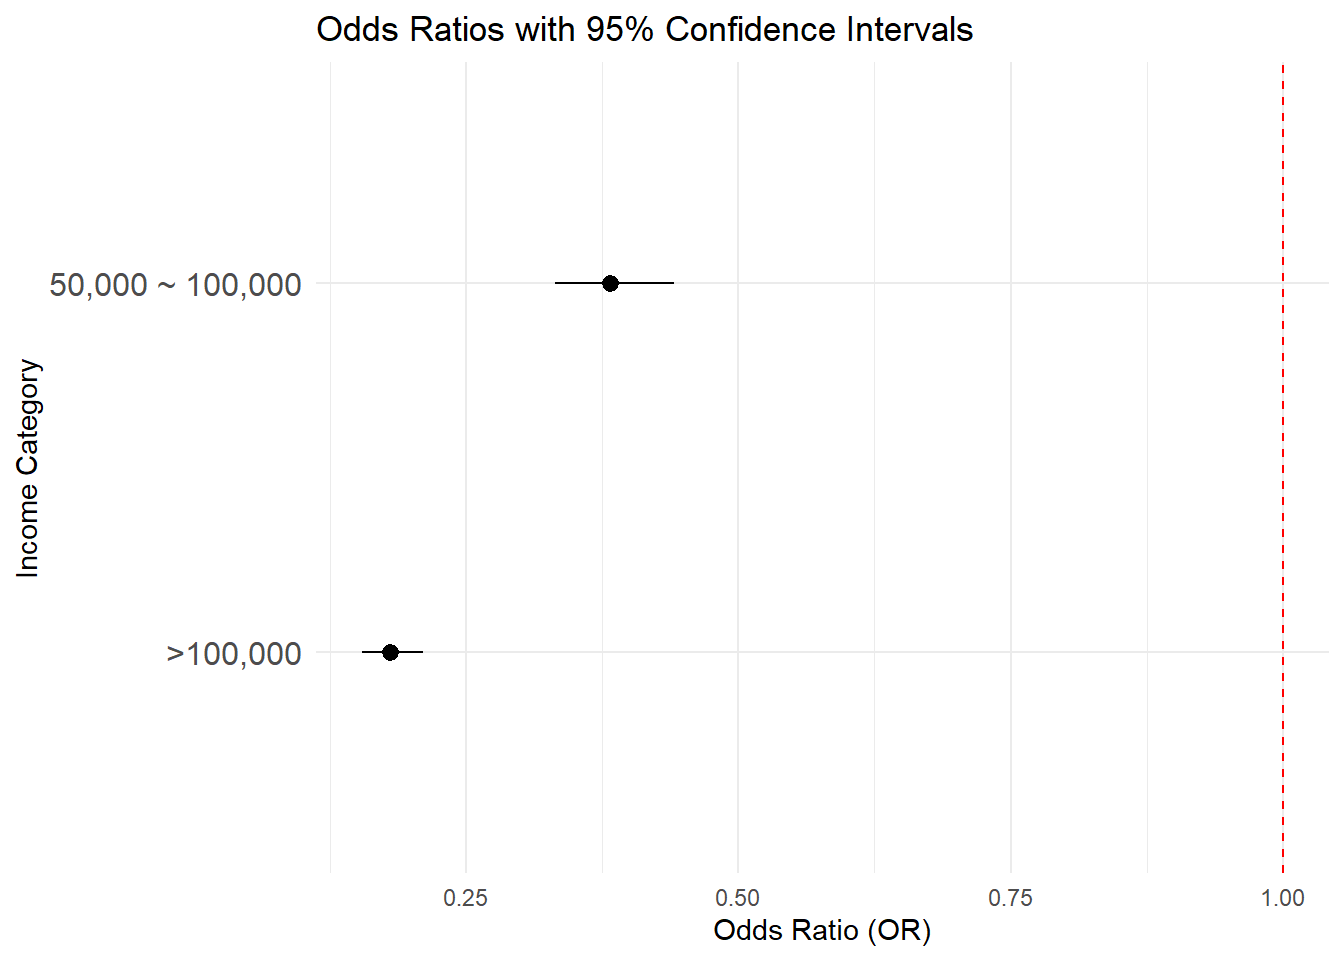 Odds Ratios with 95% Confidence Intervals
Income Category
50,000 ~ 100,000
>100,000
0.25 0.50 0.75 1.00
Odds Ratio (OR)